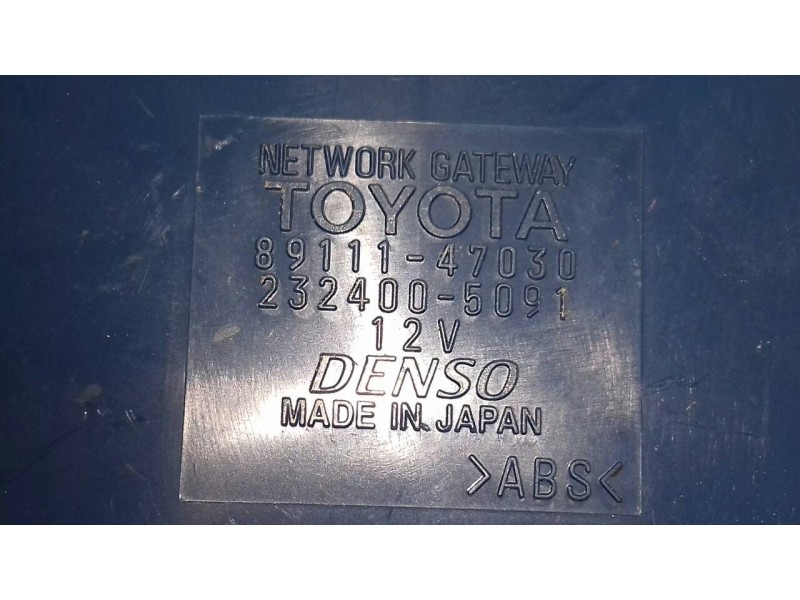 NETWORK GATEWAY
TOYOTA
89111-47030
232400-5091
12V
DENSO
MADE IN JAPAN
>ABS<